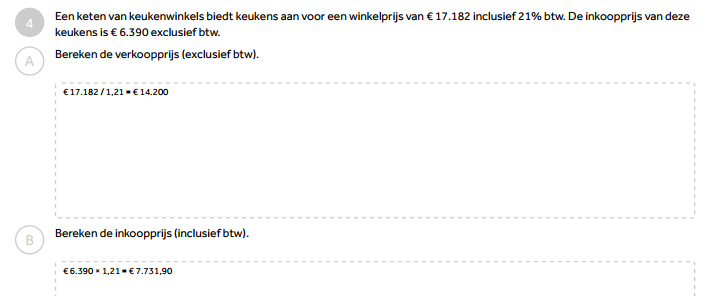 4
Een keten van keukenwinkels biedt keukens aan voor een winkelprijs van € 17.182 inclusief 21% btw. De inkoopprijs van deze
keukens is € 6.390 exclusief btw.
A
Bereken de verkoopprijs (exclusief btw).
€ 17.182 / 1,21 = € 14.200
B
Bereken de inkoopprijs (inclusief btw).
€ 6.390 × 1,21 = € 7.731,90